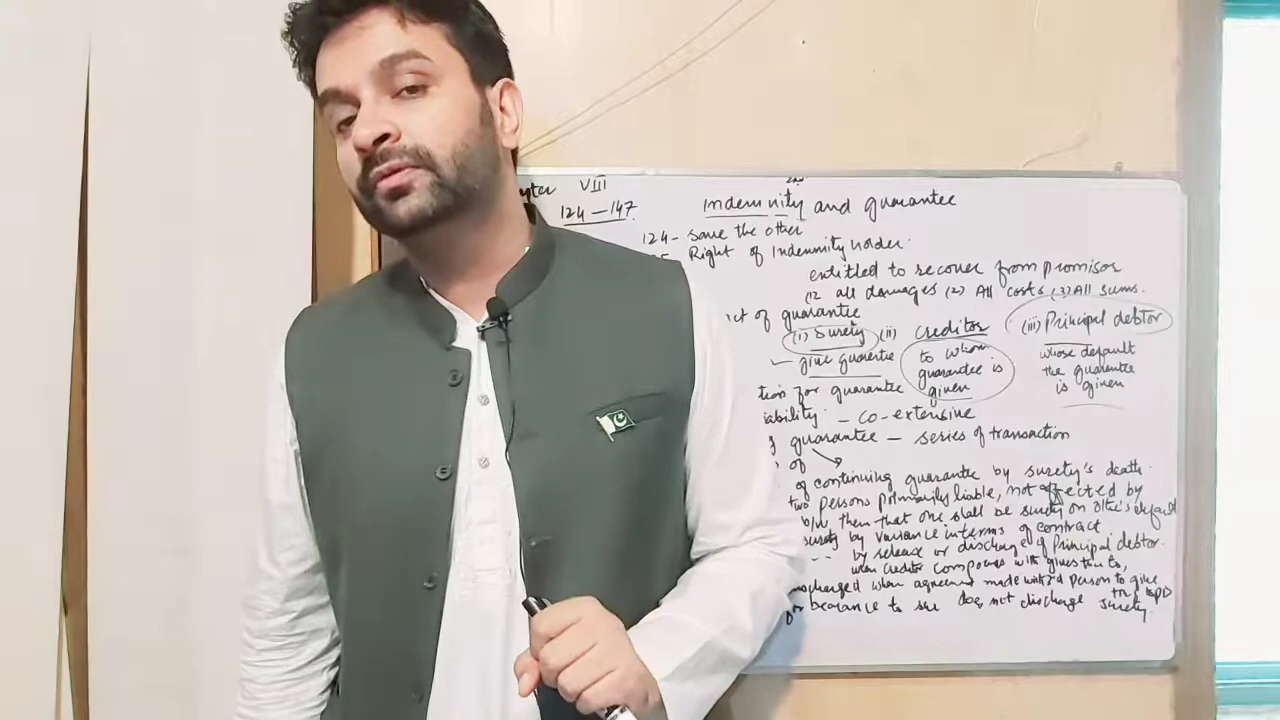 VIII
124 — 147
Indemnity and guarantee
124 - save the other
Right of Indemnity holder.
entitled to recover from promisor
(1) all damages (2) All costs (3) All sums.
ct of guarantee
(i) Surety (ii) creditor (iii) Principal debtor
give guarantee to whom guarantee is given whose default the guarantee is given
tion for guarantee
iability - co-extensive
guarantee — series of transaction
of
of continuing guarantee by surety's death.
two persons primarily liable, not affected by
b/w them that one shall be surety on other's default
surety by variance in terms of contract
-- by release or discharge of Principal debtor.
when creditor compounds with gives time to,
scharged when agreement made with 3rd person to give
bearance to sue does not discharge surety.